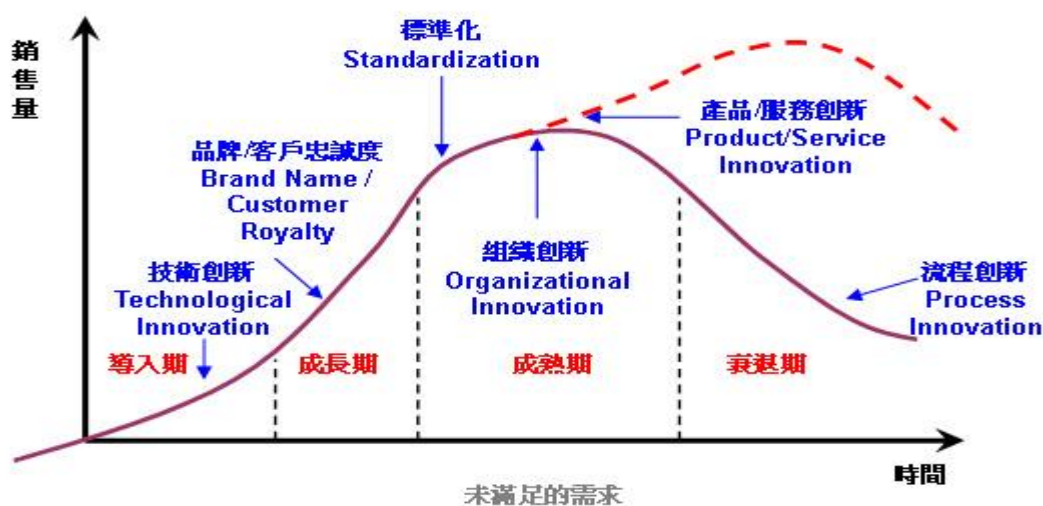 銷售量
標準化
Standardization
產品/服務創新
Product/Service
Innovation
品牌/客戶忠誠度
Brand Name /
Customer
Royalty
組織創新
Organizational
Innovation
技術創新
Technological
Innovation
流程創新
Process
Innovation
導入期
成長期
成熟期
衰退期
時間
未滿足的需求